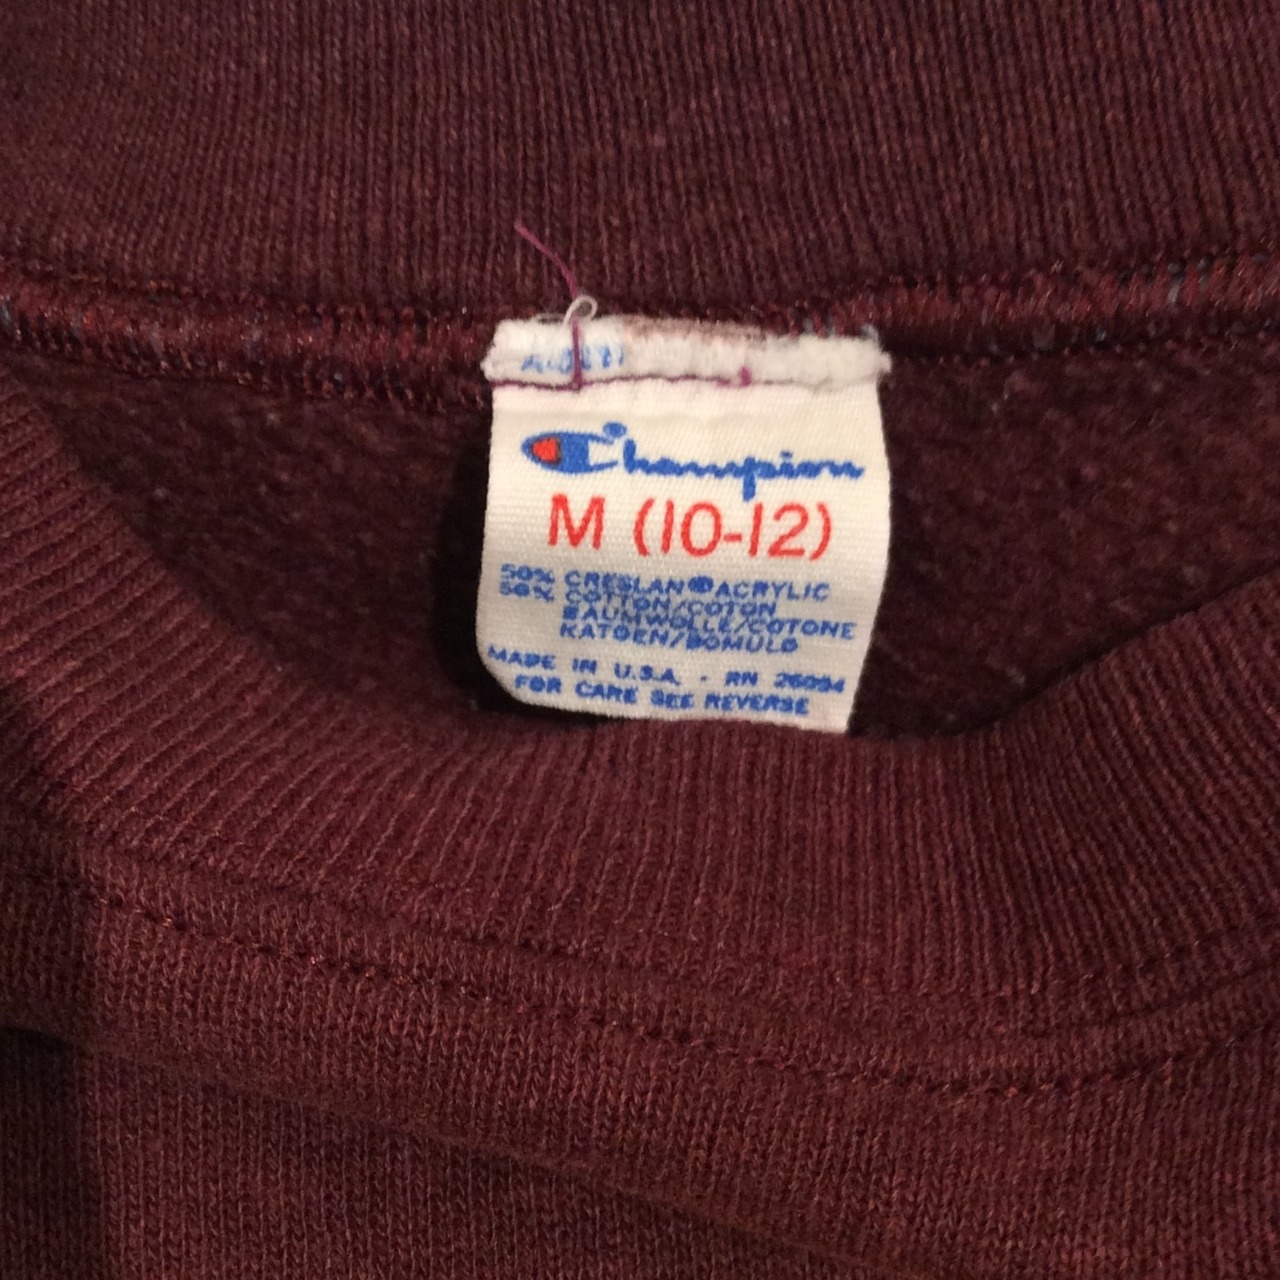 Champion
M (10-12)
50% CRESLAN® ACRYLIC
50% COTTON/COTON
BAUMWOLLE/COTONE
KATOEN/BOMULD
MADE IN U.S.A. - RN 26094
FOR CARE SEE REVERSE